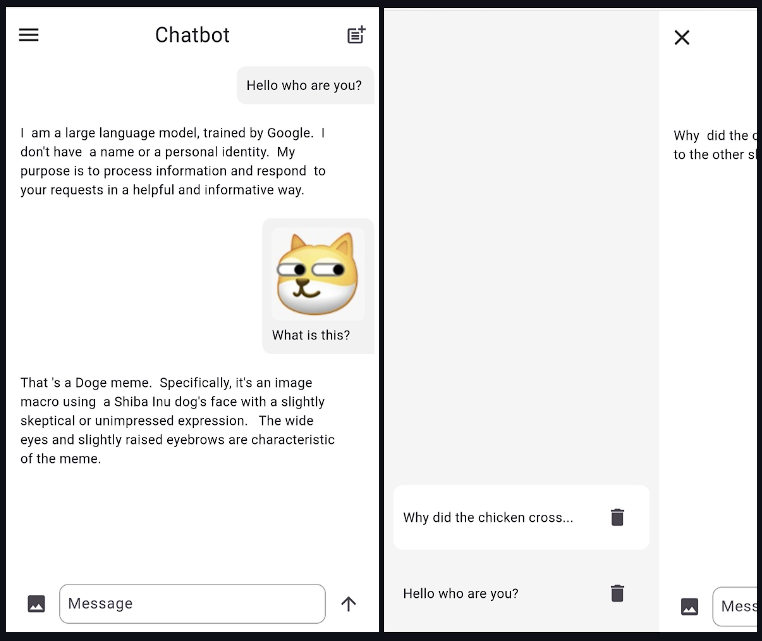 Chatbot
Hello who are you?
I am a large language model, trained by Google. I
don't have a name or a personal identity. My
purpose is to process information and respond to
your requests in a helpful and informative way.
What is this?
That 's a Doge meme. Specifically, it's an image
macro using a Shiba Inu dog's face with a slightly
skeptical or unimpressed expression. The wide
eyes and slightly raised eyebrows are characteristic
of the meme.
Message
Why did the c
to the other s
Why did the chicken cross...
Hello who are you?
Mess